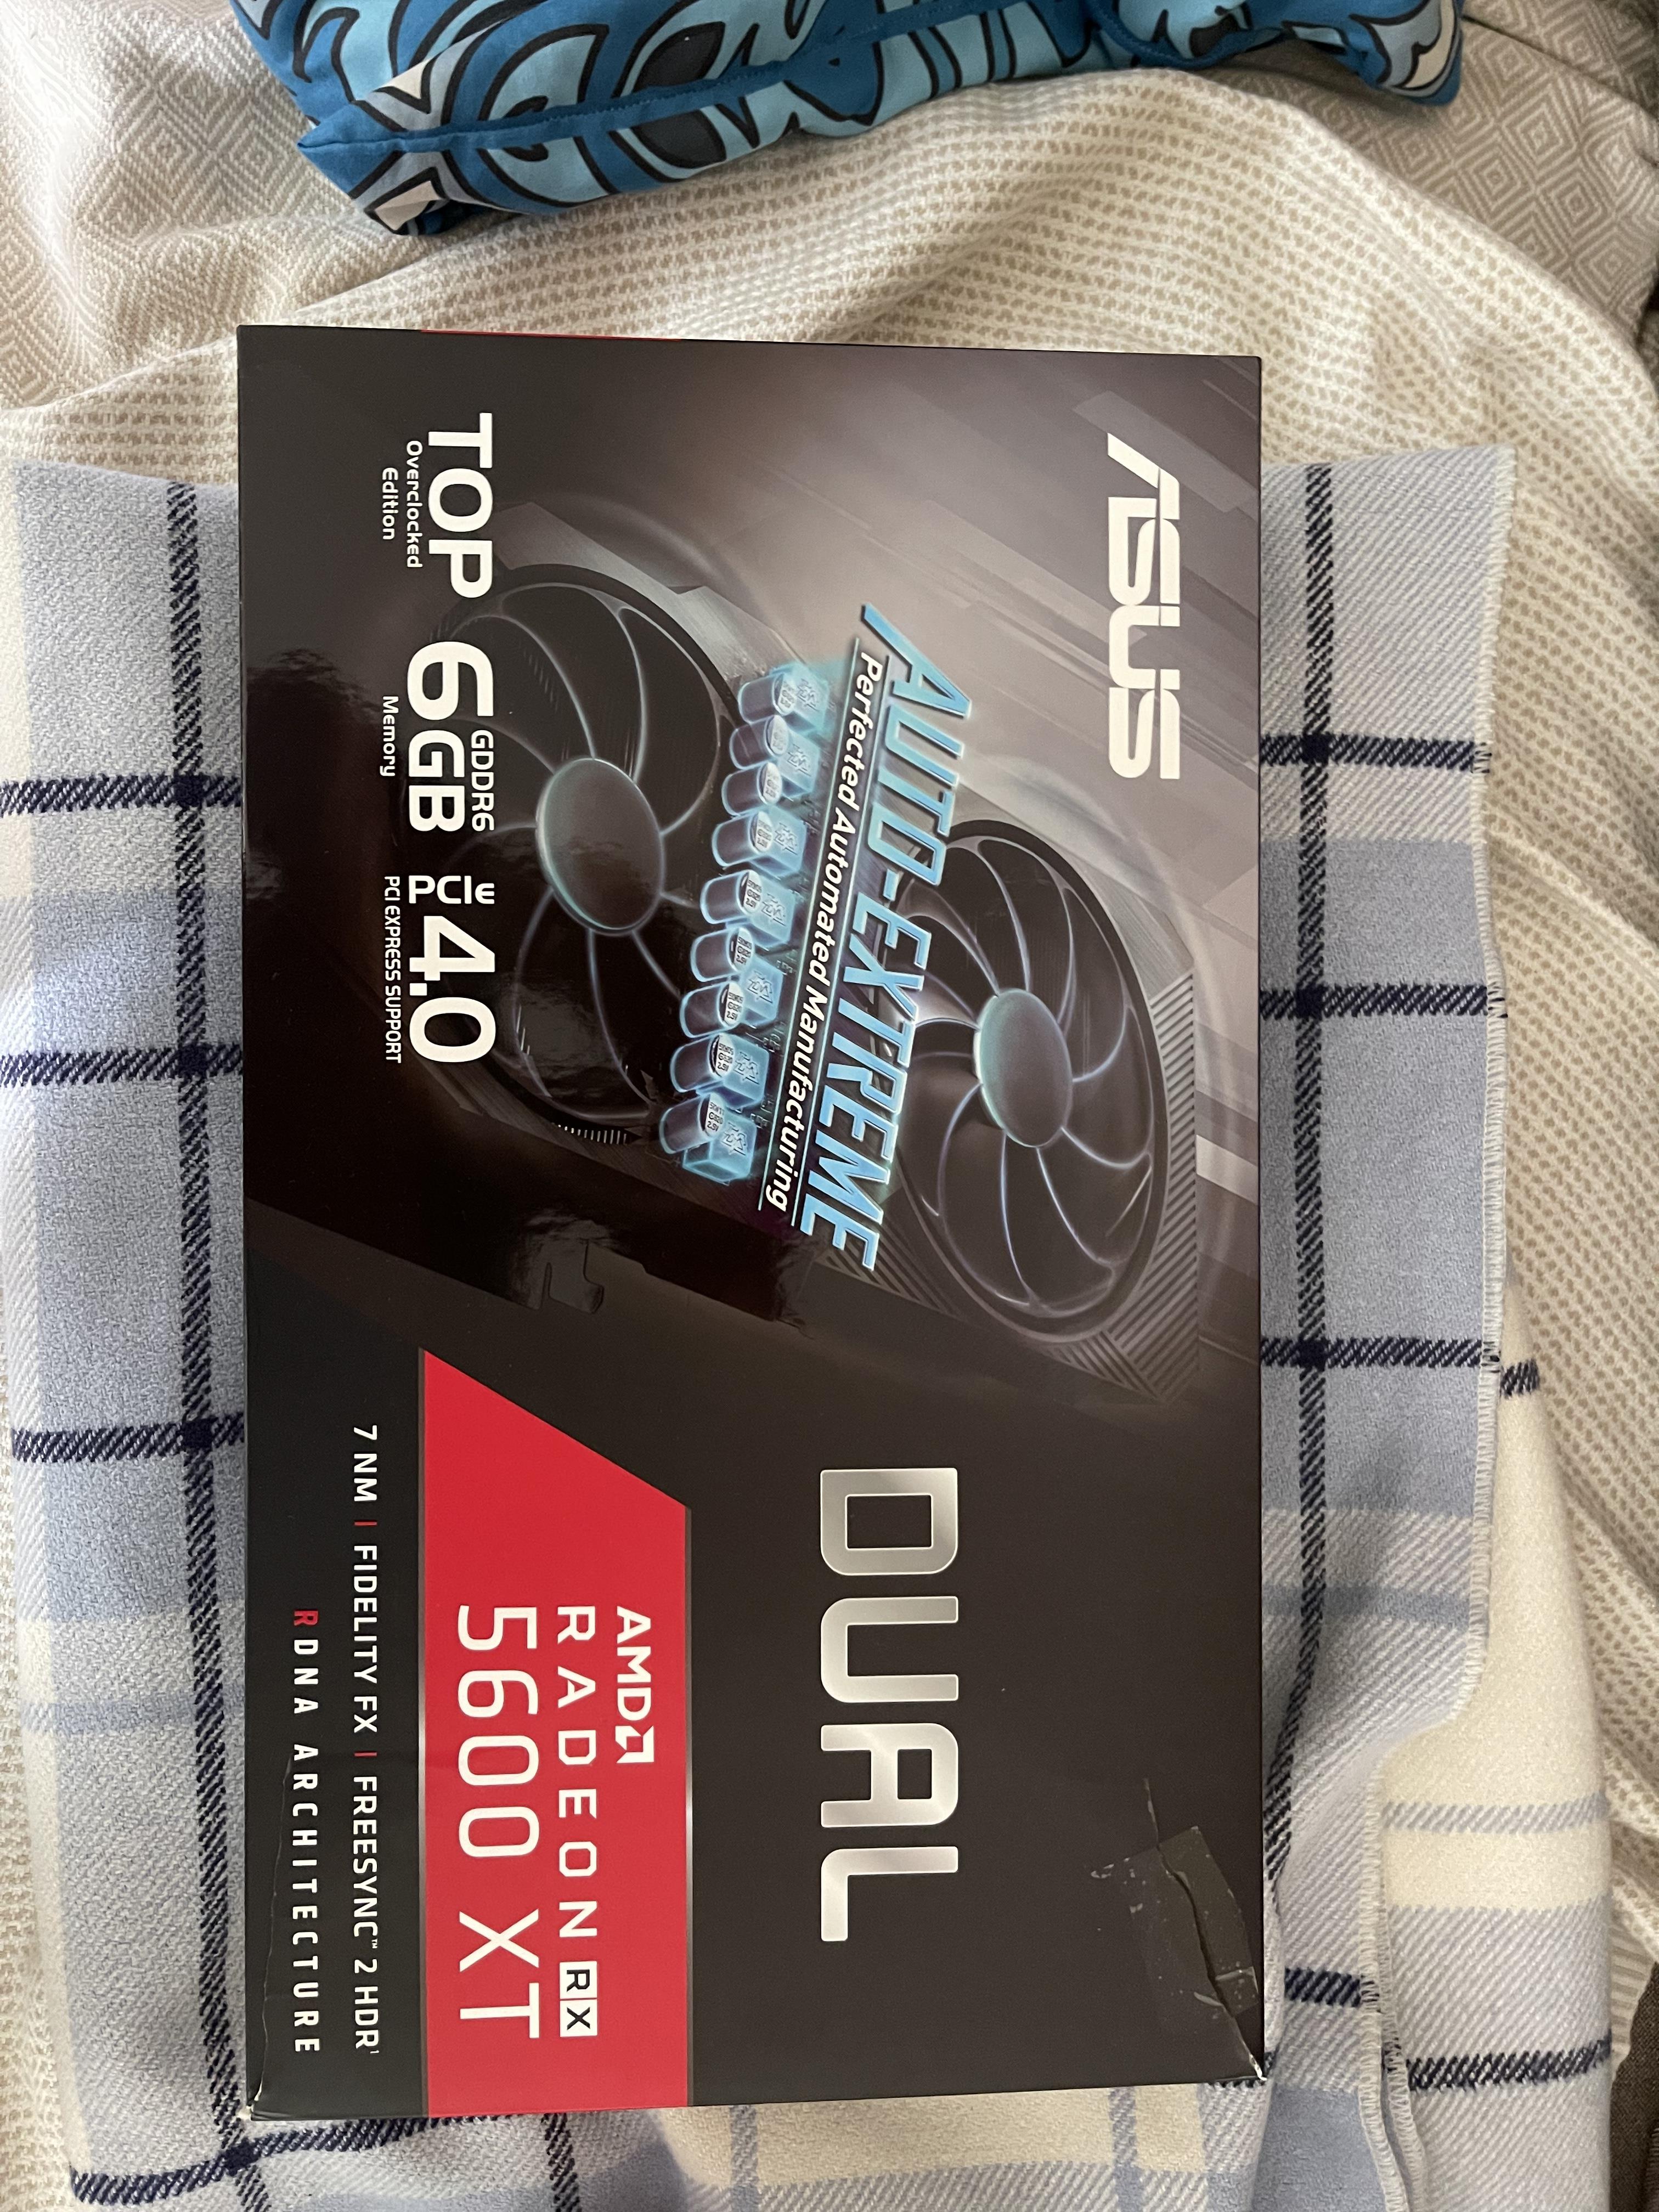 ASUS
AUTO-EXTREME
Perfected Automated Manufacturing
TOP
Overclocked
Edition
GDDR6
6GB
Memory
PCIe 4.0
PCI EXPRESS SUPPORT
DUAL
AMD
RADEON RX
5600 XT
7 NM | FIDELITY FX | FREESYNC™ 2 HDR¹
RDNA ARCHITECTURE